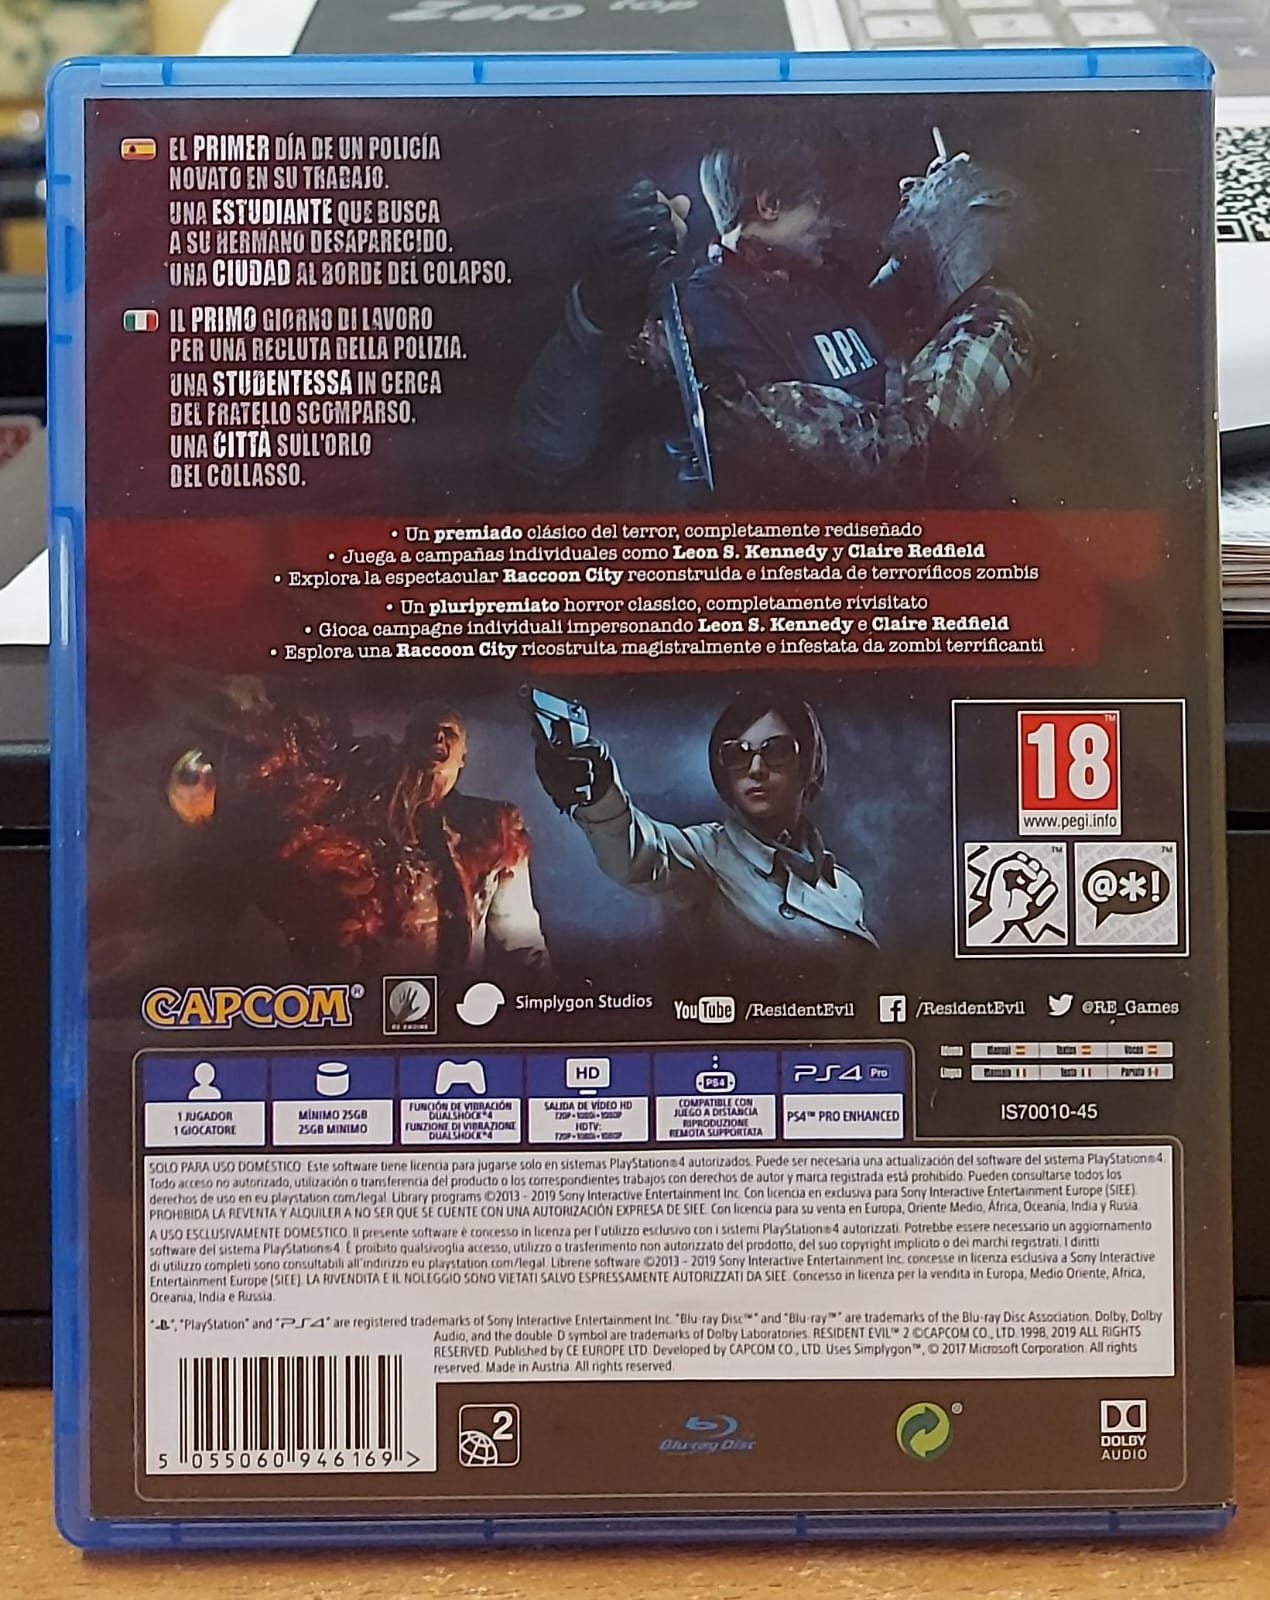 Zero top
EL PRIMER DÍA DE UN POLICÍA
NOVATO EN SU TRABAJO.
UNA ESTUDIANTE QUE BUSCA
A SU HERMANO DESAPARECIDO.
UNA CIUDAD AL BORDE DEL COLAPSO.
IL PRIMO GIORNO DI LAVORO
PER UNA RECLUTA DELLA POLIZIA.
UNA STUDENTESSA IN CERCA
DEL FRATELLO SCOMPARSO.
UNA CITTÀ SULL'ORLO
DEL COLLASSO.
R.P.D.
• Un premiado clásico del terror, completamente rediseñado
• Juega a campañas individuales como Leon S. Kennedy y Claire Redfield
• Explora la espectacular Raccoon City reconstruida e infestada de terroríficos zombis
• Un pluripremiato horror classico, completamente rivisitato
• Gioca campagne individuali impersonando Leon S. Kennedy e Claire Redfield
• Esplora una Raccoon City ricostruita magistralmente e infestata da zombi terrificanti
18™
www.pegi.info
™ ™
@*!
CAPCOM® RE ENGINE Simplygon Studios YouTube /ResidentEvil /ResidentEvil @RE_Games
HD PS4 PS4 Pro
1 JUGADOR
1 GIOCATORE
MÍNIMO 25GB
25GB MINIMO
FUNCIÓN DE VIBRACIÓN
DUALSHOCK®4
FUNZIONE DI VIBRAZIONE
DUALSHOCK®4
SALIDA DE VÍDEO HD
720P • 1080i • 1080P
HDTV:
720P • 1080i • 1080P
COMPATIBLE CON
JUEGO A DISTANCIA
RIPRODUZIONE
REMOTA SUPPORTATA
PS4™ PRO ENHANCED
Manual Textos Voces
Manuale Testi Parlato
IS70010-45
SOLO PARA USO DOMÉSTICO. Este software tiene licencia para jugarse solo en sistemas PlayStation®4 autorizados. Puede ser necesaria una actualización del software del sistema PlayStation®4.
Todo acceso no autorizado, utilización o transferencia del producto o los correspondientes trabajos con derechos de autor y marca registrada está prohibido. Pueden consultarse todos los
derechos de uso en eu.playstation.com/legal. Library programs ©2013 - 2019 Sony Interactive Entertainment Inc. Con licencia en exclusiva para Sony Interactive Entertainment Europe (SIEE).
PROHIBIDA LA REVENTA Y ALQUILER A NO SER QUE SE CUENTE CON UNA AUTORIZACIÓN EXPRESA DE SIEE. Con licencia para su venta en Europa, Oriente Medio, África, Oceanía, India y Rusia.
A USO ESCLUSIVAMENTE DOMESTICO. Il presente software è concesso in licenza per l'utilizzo esclusivo con i sistemi PlayStation®4 autorizzati. Potrebbe essere necessario un aggiornamento
software del sistema PlayStation®4. È proibito qualsivoglia accesso, utilizzo o trasferimento non autorizzato del prodotto, del suo copyright implicito o dei marchi registrati. I diritti
di utilizzo completi sono consultabili all'indirizzo eu.playstation.com/legal. Librerie software ©2013 - 2019 Sony Interactive Entertainment Inc. concesse in licenza esclusiva a Sony Interactive
Entertainment Europe (SIEE). LA RIVENDITA E IL NOLEGGIO SONO VIETATI SALVO ESPRESSAMENTE AUTORIZZATI DA SIEE. Concesso in licenza per la vendita in Europa, Medio Oriente, Africa,
Oceania, India e Russia.
"PlayStation" and "PS4" are registered trademarks of Sony Interactive Entertainment Inc. "Blu-ray Disc™" and "Blu-ray™" are trademarks of the Blu-ray Disc Association. Dolby, Dolby
Audio, and the double-D symbol are trademarks of Dolby Laboratories. RESIDENT EVIL™ 2 ©CAPCOM CO., LTD. 1998, 2019 ALL RIGHTS
RESERVED. Published by CE EUROPE LTD. Developed by CAPCOM CO., LTD. Uses Simplygon™, © 2017 Microsoft Corporation. All rights
reserved. Made in Austria. All rights reserved.
5 055060 946169 >
2
Blu-ray Disc
®
DOLBY
AUDIO